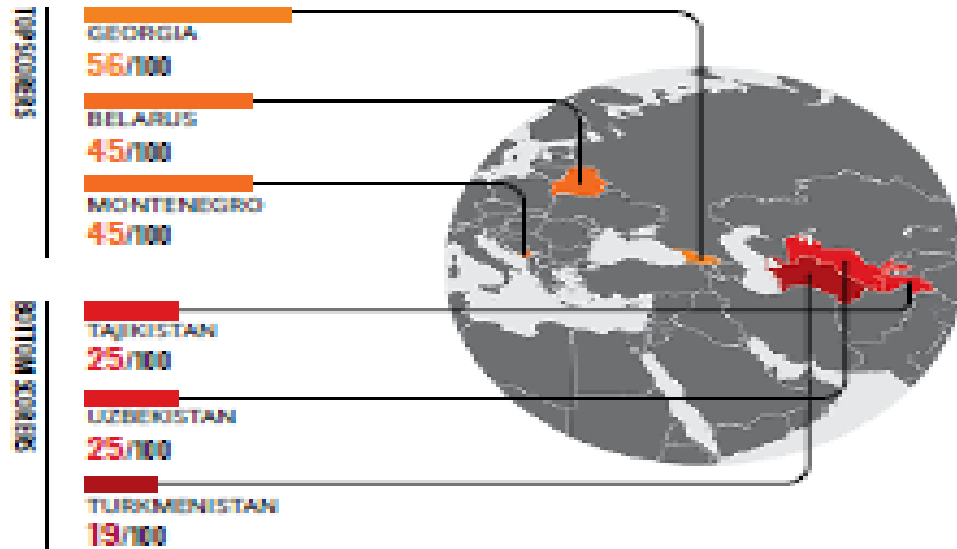 TOP SCORERS
GEORGIA
56/100
BELARUS
45/100
MONTENEGRO
45/100
BOTTOM SCORERS
TAJIKISTAN
25/100
UZBEKISTAN
25/100
TURKMENISTAN
19/100